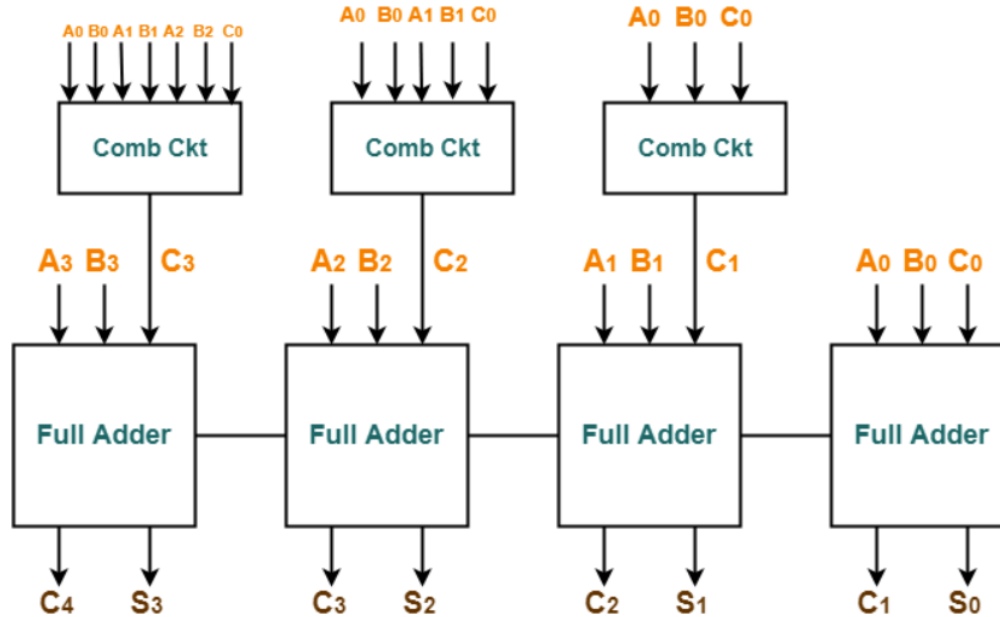 A0 B0 A1 B1 A2 B2 C0
A0 B0 A1 B1 C0
A0 B0 C0
Comb Ckt
Comb Ckt
Comb Ckt
A3 B3 C3
A2 B2 C2
A1 B1 C1
A0 B0 C0
Full Adder
Full Adder
Full Adder
Full Adder
C4 S3
C3 S2
C2 S1
C1 S0